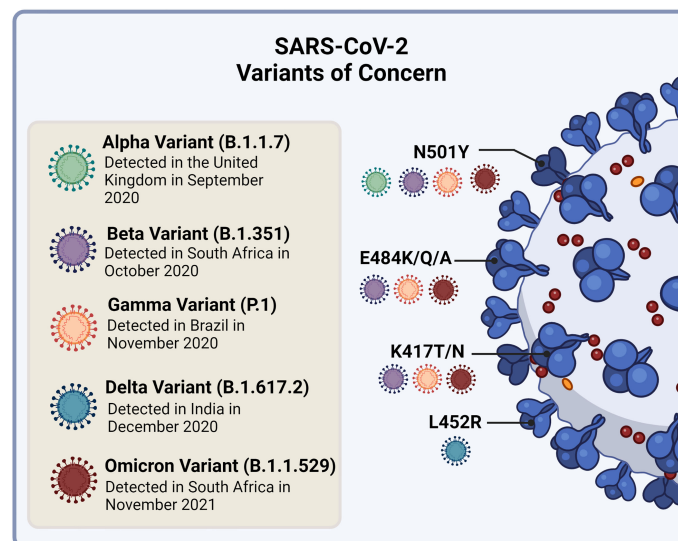 SARS-CoV-2
Variants of Concern
Alpha Variant (B.1.1.7)
Detected in the United
Kingdom in September
2020
Beta Variant (B.1.351)
Detected in South Africa in
October 2020
Gamma Variant (P.1)
Detected in Brazil in
November 2020
Delta Variant (B.1.617.2)
Detected in India in
December 2020
Omicron Variant (B.1.1.529)
Detected in South Africa in
November 2021
N501Y
E484K/Q/A
K417T/N
L452R